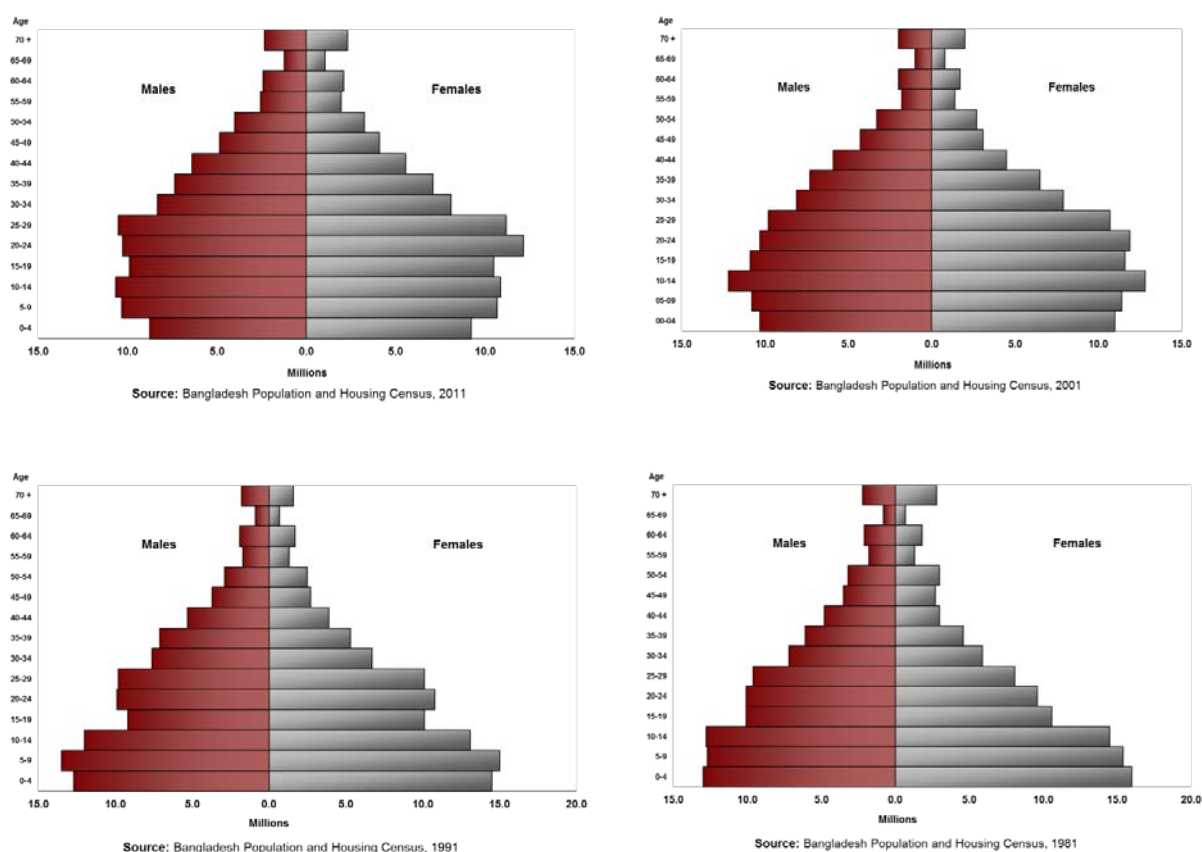 Age
70 +
65-69
60-64
55-59
50-54
45-49
40-44
35-39
30-34
25-29
20-24
15-19
10-14
5-9
0-4
Males
Females
15.0 10.0 5.0 0.0 5.0 10.0 15.0
Millions
Source: Bangladesh Population and Housing Census, 2011
Age
70 +
65-69
60-64
55-59
50-54
45-49
40-44
35-39
30-34
25-29
20-24
15-19
10-14
05-09
00-04
Males
Females
15.0 10.0 5.0 0.0 5.0 10.0 15.0
Millions
Source: Bangladesh Population and Housing Census, 2001
Age
70 +
65-69
60-64
55-59
50-54
45-49
40-44
35-39
30-34
25-29
20-24
15-19
10-14
5-9
0-4
Males
Females
15.0 10.0 5.0 0.0 5.0 10.0 15.0 20.0
Millions
Source: Bangladesh Population and Housing Census, 1991
Age
70 +
65-69
60-64
55-59
50-54
45-49
40-44
35-39
30-34
25-29
20-24
15-19
10-14
5-9
0-4
Males
Females
15.0 10.0 5.0 0.0 5.0 10.0 15.0 20.0
Millions
Source: Bangladesh Population and Housing Census, 1981